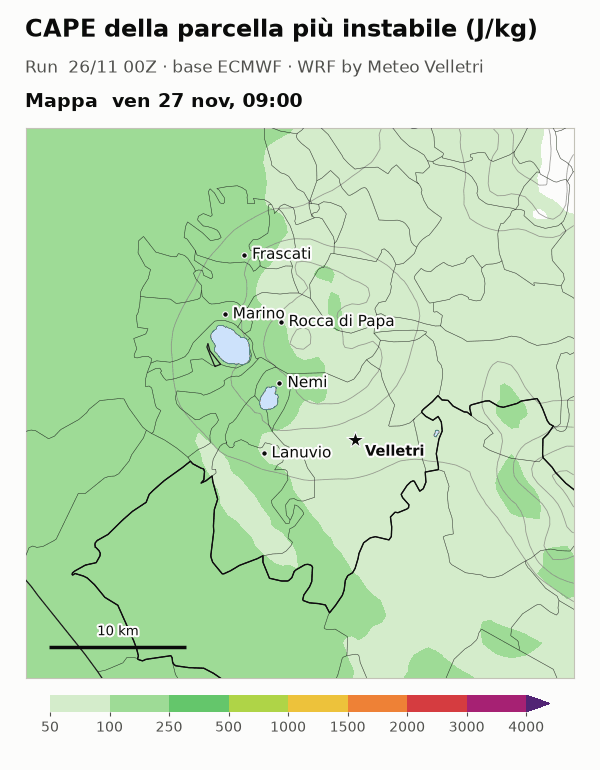 CAPE della parcella più instabile (J/kg)
Run  26/11 00Z · base ECMWF · WRF by Meteo Velletri
Mappa  ven 27 nov, 09:00
Frascati
Marino
Rocca di Papa
Nemi
Velletri
Lanuvio
10 km
50 100 250 500 1000 1500 2000 3000 4000